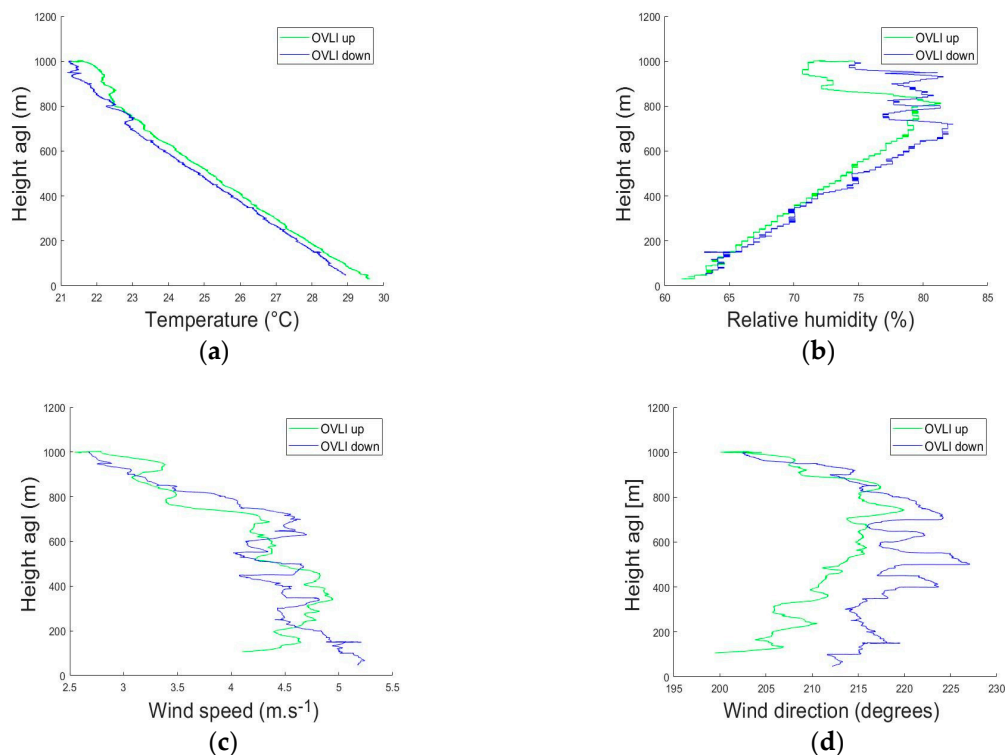 1200
OVLI up
OVLI down
1000
800
600
400
200
0
Height agl (m)
21 22 23 24 25 26 27 28 29 30
Temperature (°C)
(a)
1200
OVLI up
OVLI down
1000
800
600
400
200
0
Height agl (m)
60 65 70 75 80 85
Relative humidity (%)
(b)
1200
OVLI up
OVLI down
1000
800
600
400
200
0
Height agl (m)
2.5 3 3.5 4 4.5 5 5.5
Wind speed (m.s-1)
(c)
1200
OVLI up
OVLI down
1000
800
600
400
200
0
Height agl [m]
195 200 205 210 215 220 225 230
Wind direction (degrees)
(d)